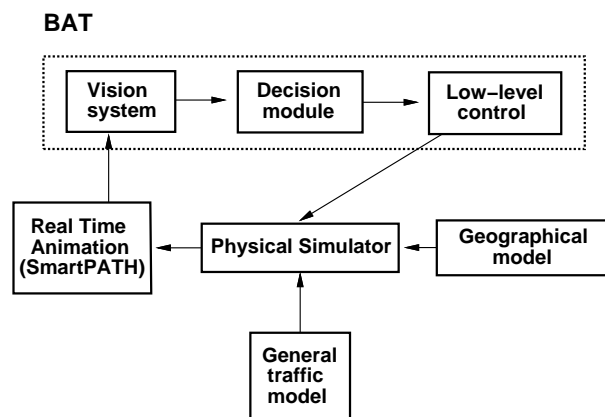 BAT
Vision
system
Decision
module
Low−level
control
Real Time
Animation
(SmartPATH)
Physical Simulator
Geographical
model
General
traffic
model